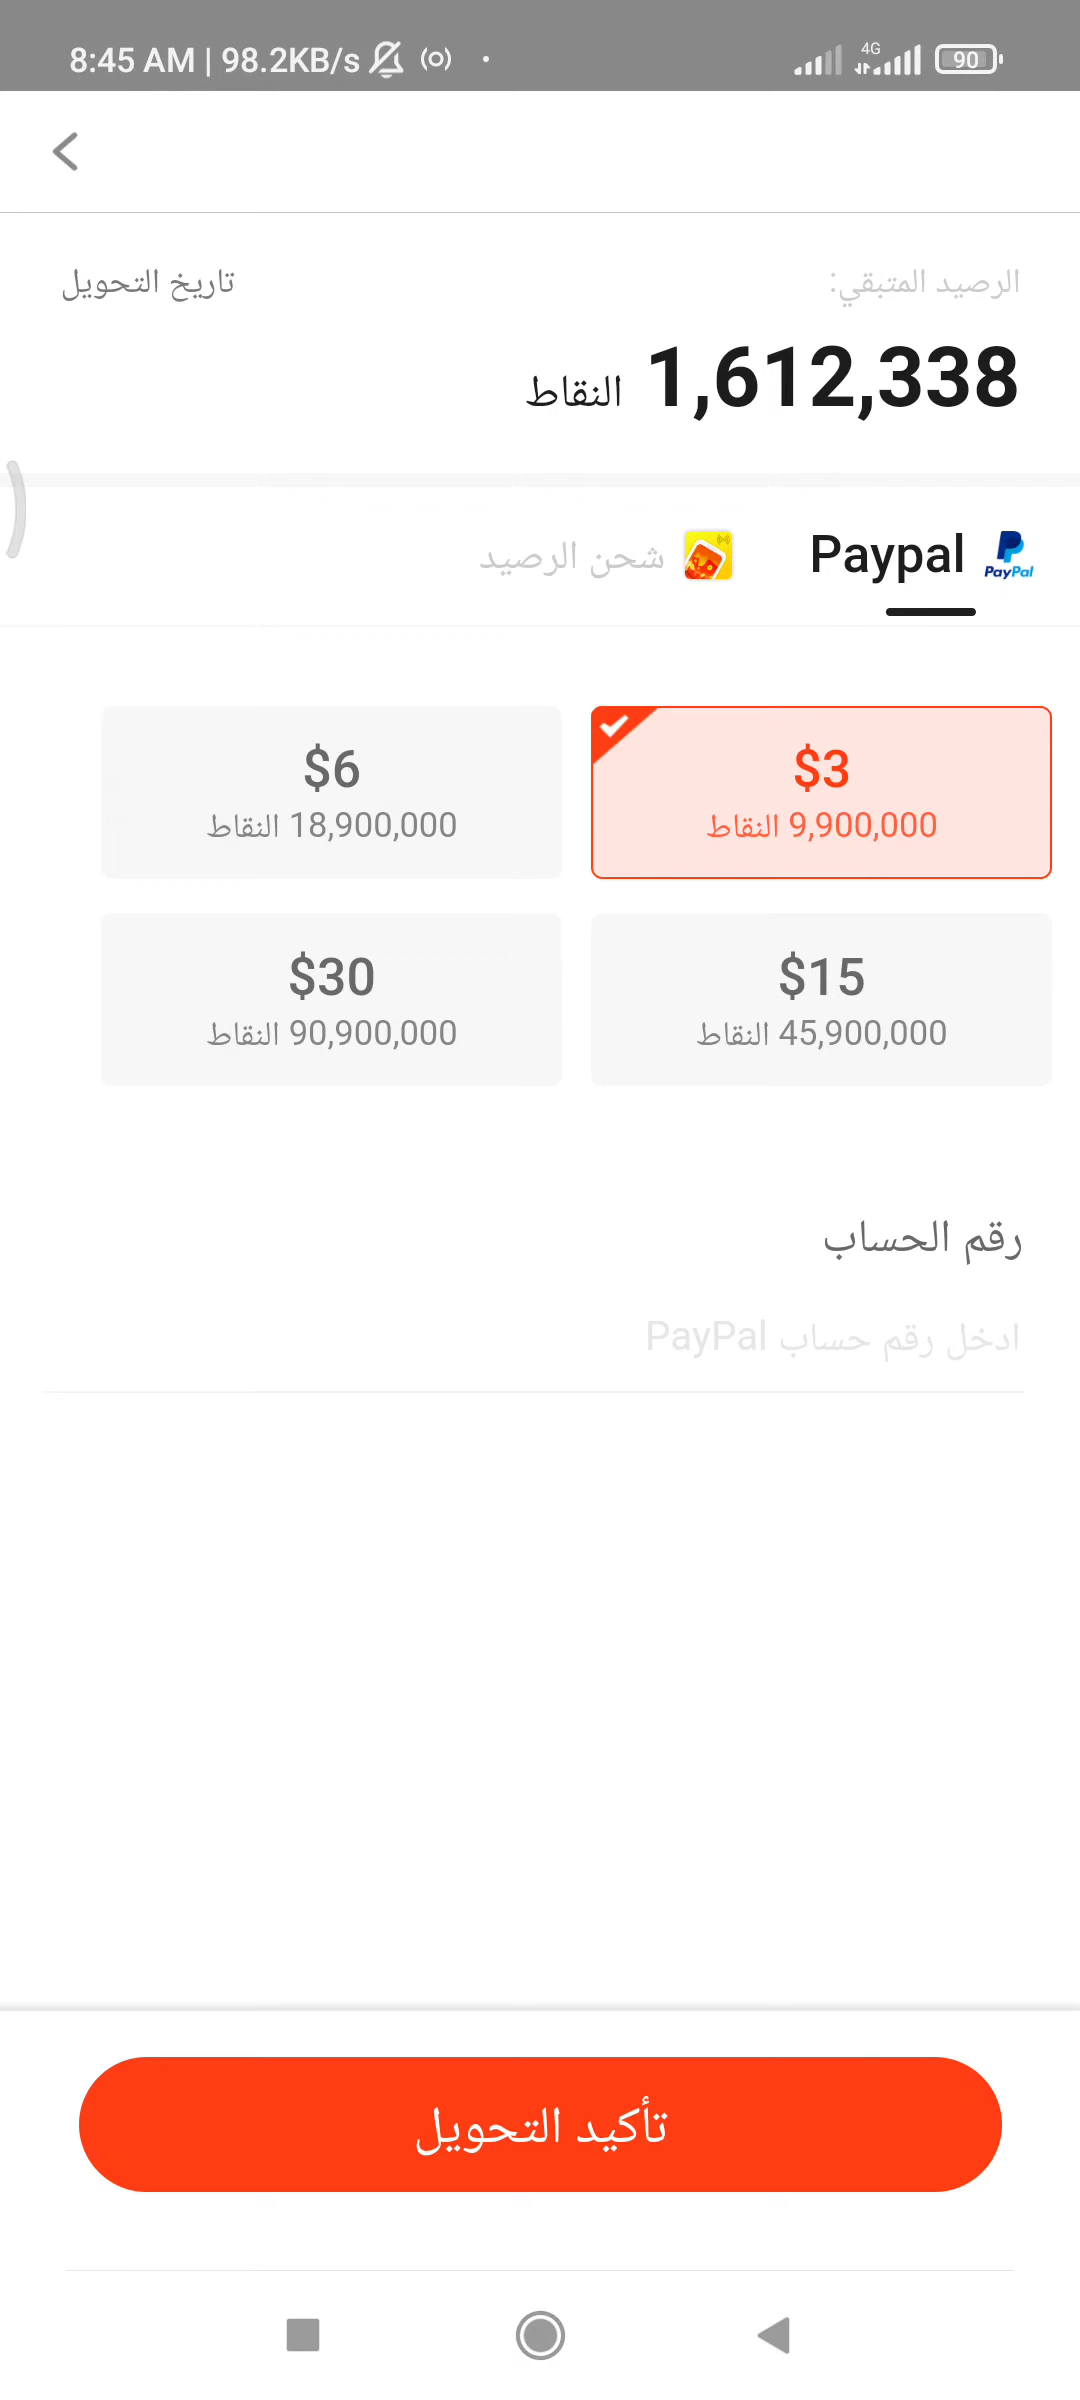 8:45 AM | 98.2KB/s
4G
90
الرصيد المتبقي:
تاريخ التحويل
1,612,338 النقاط
PayPal
Paypal
شحن الرصيد
$3
9,900,000 النقاط
$6
18,900,000 النقاط
$15
45,900,000 النقاط
$30
90,900,000 النقاط
رقم الحساب
ادخل رقم حساب PayPal
تأكيد التحويل